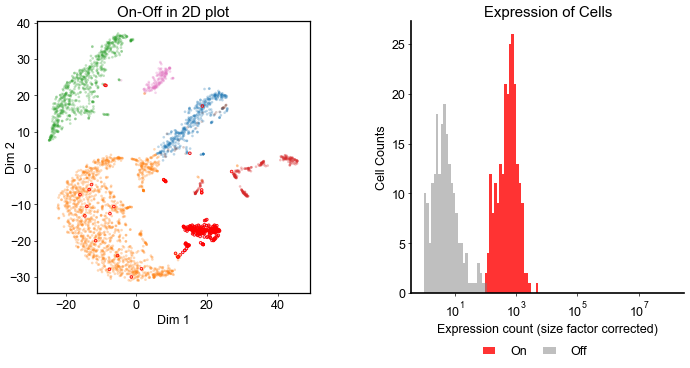 On-Off in 2D plot
Dim 2
40
30
20
10
0
−10
−20
−30
−20
0
20
40
Dim 1
Expression of Cells
Cell Counts
25
20
15
10
5
0
10^1
10^3
10^5
10^7
Expression count (size factor corrected)
On
Off